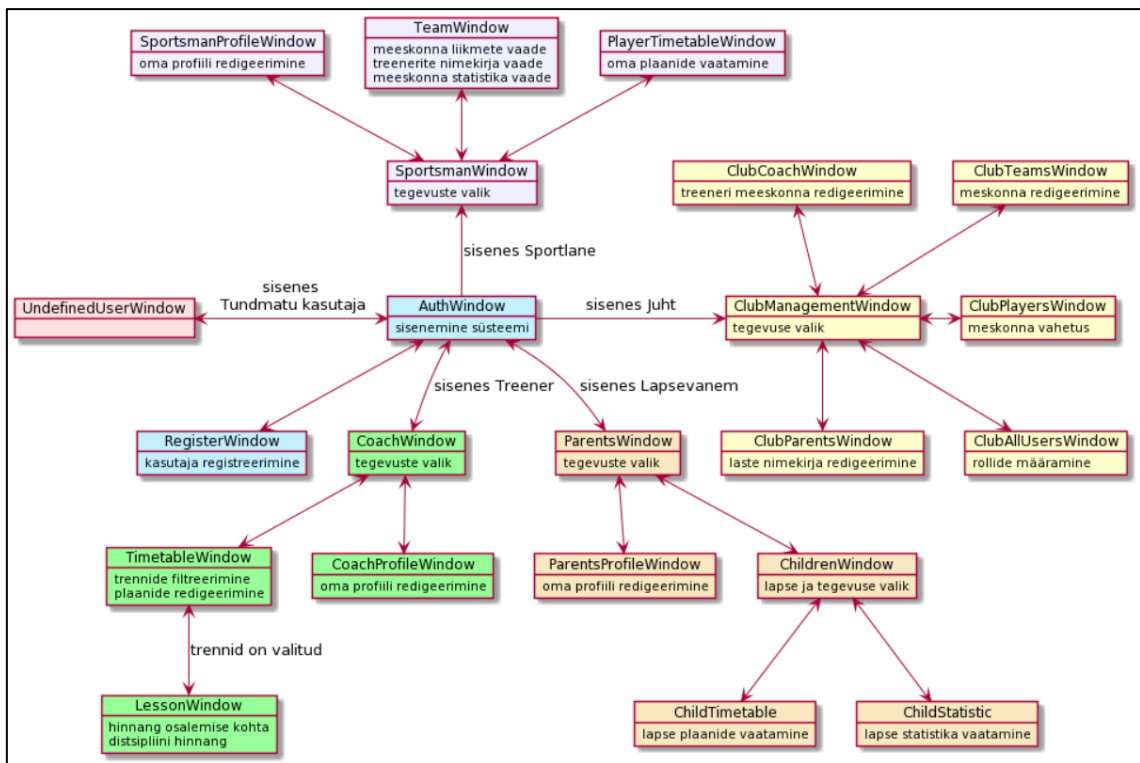 SportsmanProfileWindow
oma profiili redigeerimine
TeamWindow
meeskonna liikmete vaade
treenerite nimekirja vaade
meeskonna statistika vaade
PlayerTimetableWindow
oma plaanide vaatamine
SportsmanWindow
tegevuste valik
ClubCoachWindow
treeneri meeskonna redigeerimine
ClubTeamsWindow
meskonna redigeerimine
sisenes Sportlane
UndefinedUserWindow
sisenes
Tundmatu kasutaja
AuthWindow
sisenemine süsteemi
sisenes Juht
ClubManagementWindow
tegevuse valik
ClubPlayersWindow
meskonna vahetus
sisenes Treener
sisenes Lapsevanem
RegisterWindow
kasutaja registreerimine
CoachWindow
tegevuste valik
ParentsWindow
tegevuste valik
ClubParentsWindow
laste nimekirja redigeerimine
ClubAllUsersWindow
rollide määramine
TimetableWindow
trennide filtreerimine
plaanide redigeerimine
CoachProfileWindow
oma profiili redigeerimine
ParentsProfileWindow
oma profiili redigeerimine
ChildrenWindow
lapse ja tegevuse valik
trennid on valitud
LessonWindow
hinnang osalemise kohta
distsipliini hinnang
ChildTimetable
lapse plaanide vaatamine
ChildStatistic
lapse statistika vaatamine